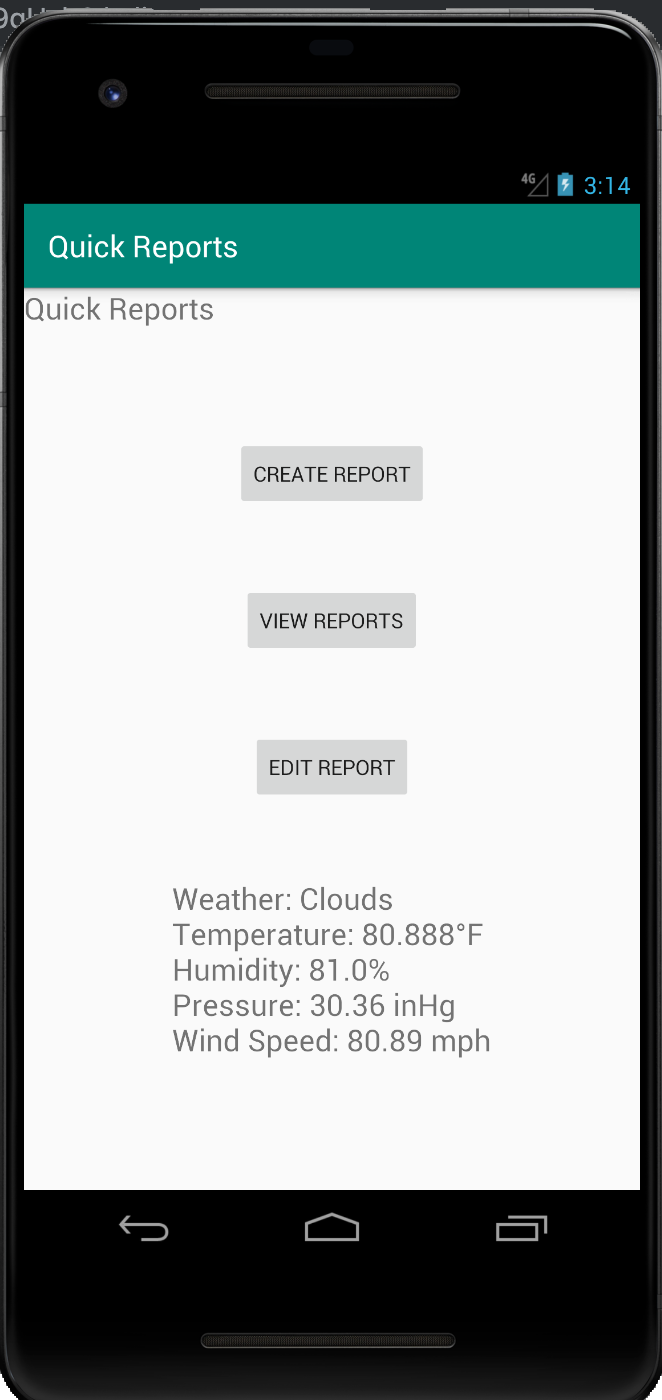 4G 3:14
Quick Reports
Quick Reports
CREATE REPORT
VIEW REPORTS
EDIT REPORT
Weather: Clouds
Temperature: 80.888°F
Humidity: 81.0%
Pressure: 30.36 inHg
Wind Speed: 80.89 mph